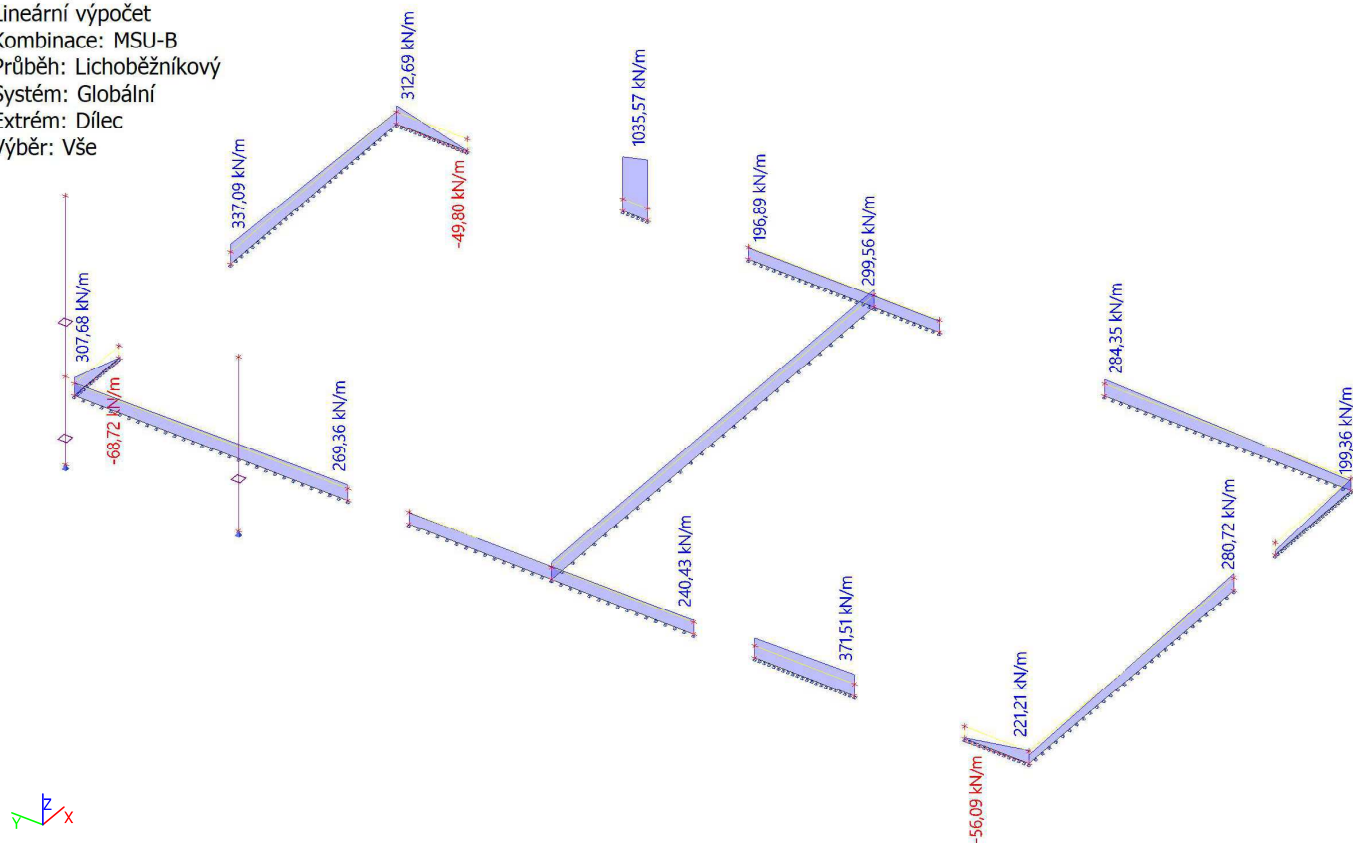 Lineární výpočet
Kombinace: MSU-B
Průběh: Lichoběžníkový
Systém: Globální
Extrém: Dílec
Výběr: Vše
312,69 kN/m
1035,57 kN/m
337,09 kN/m
-49,80 kN/m
196,89 kN/m
299,56 kN/m
307,68 kN/m
284,35 kN/m
-68,72 kN/m
269,36 kN/m
199,36 kN/m
280,72 kN/m
240,43 kN/m
371,51 kN/m
221,21 kN/m
-56,09 kN/m
Z
Y
X